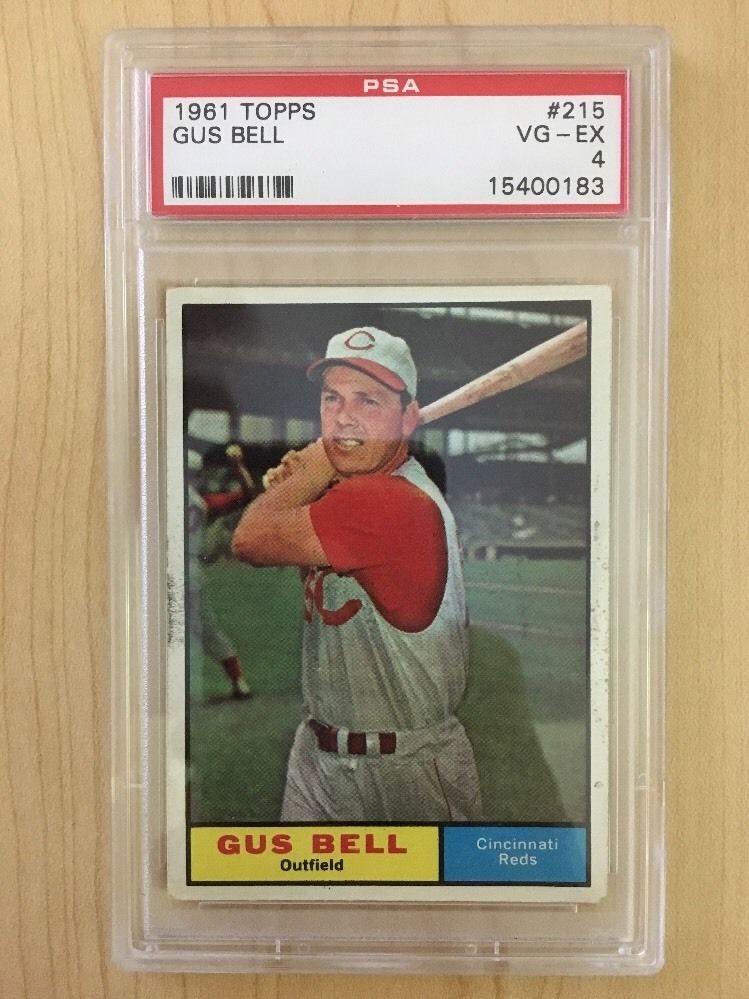 PSA
1961 TOPPS #215
GUS BELL VG-EX
4
15400183
C
C
GUS BELL
Outfield
Cincinnati
Reds